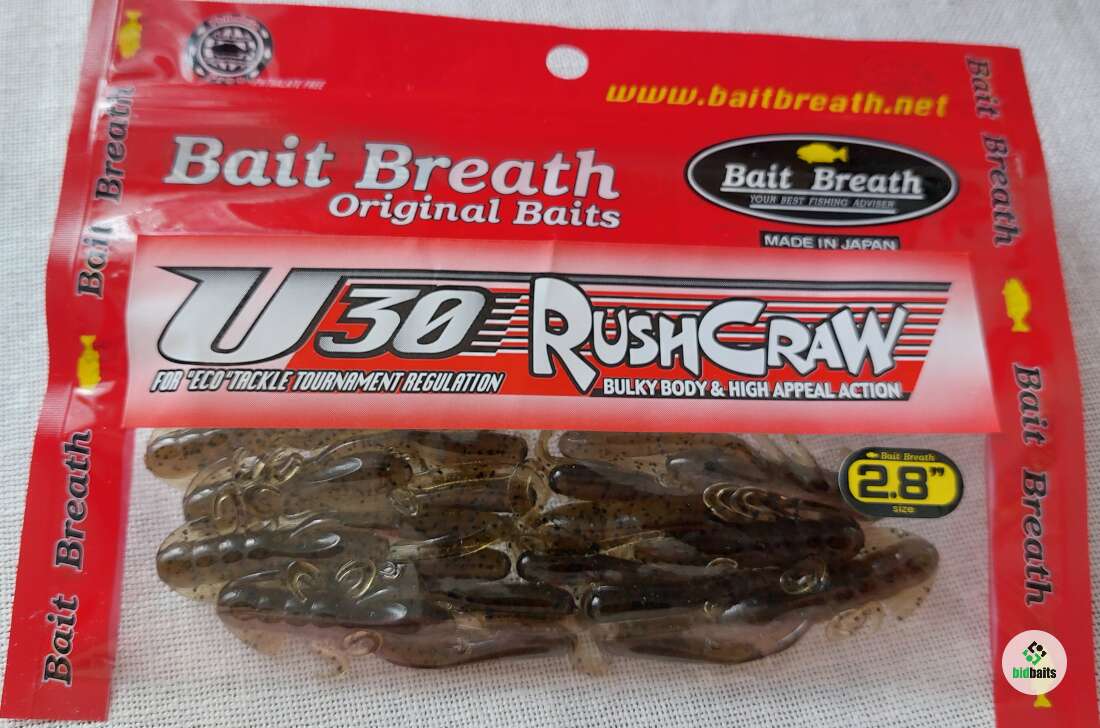 PHTHALATE FREE
www.baitbreath.net
Bait Breath
Original Baits
Bait Breath
YOUR BEST FISHING ADVISER
MADE IN JAPAN
U30 RUSHCRAW
FOR "ECO" TACKLE TOURNAMENT REGULATION
BULKY BODY & HIGH APPEAL ACTION
Bait Breath
2.8"
size
Bait Breath
Bait Breath
Bait Breath
Bait Breath
bidbaits